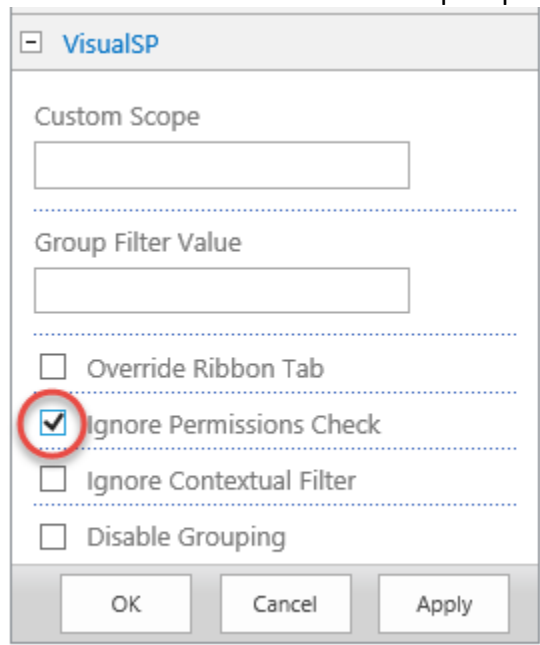 VisualSP
Custom Scope
Group Filter Value
Override Ribbon Tab
Ignore Permissions Check
Ignore Contextual Filter
Disable Grouping
OK Cancel Apply